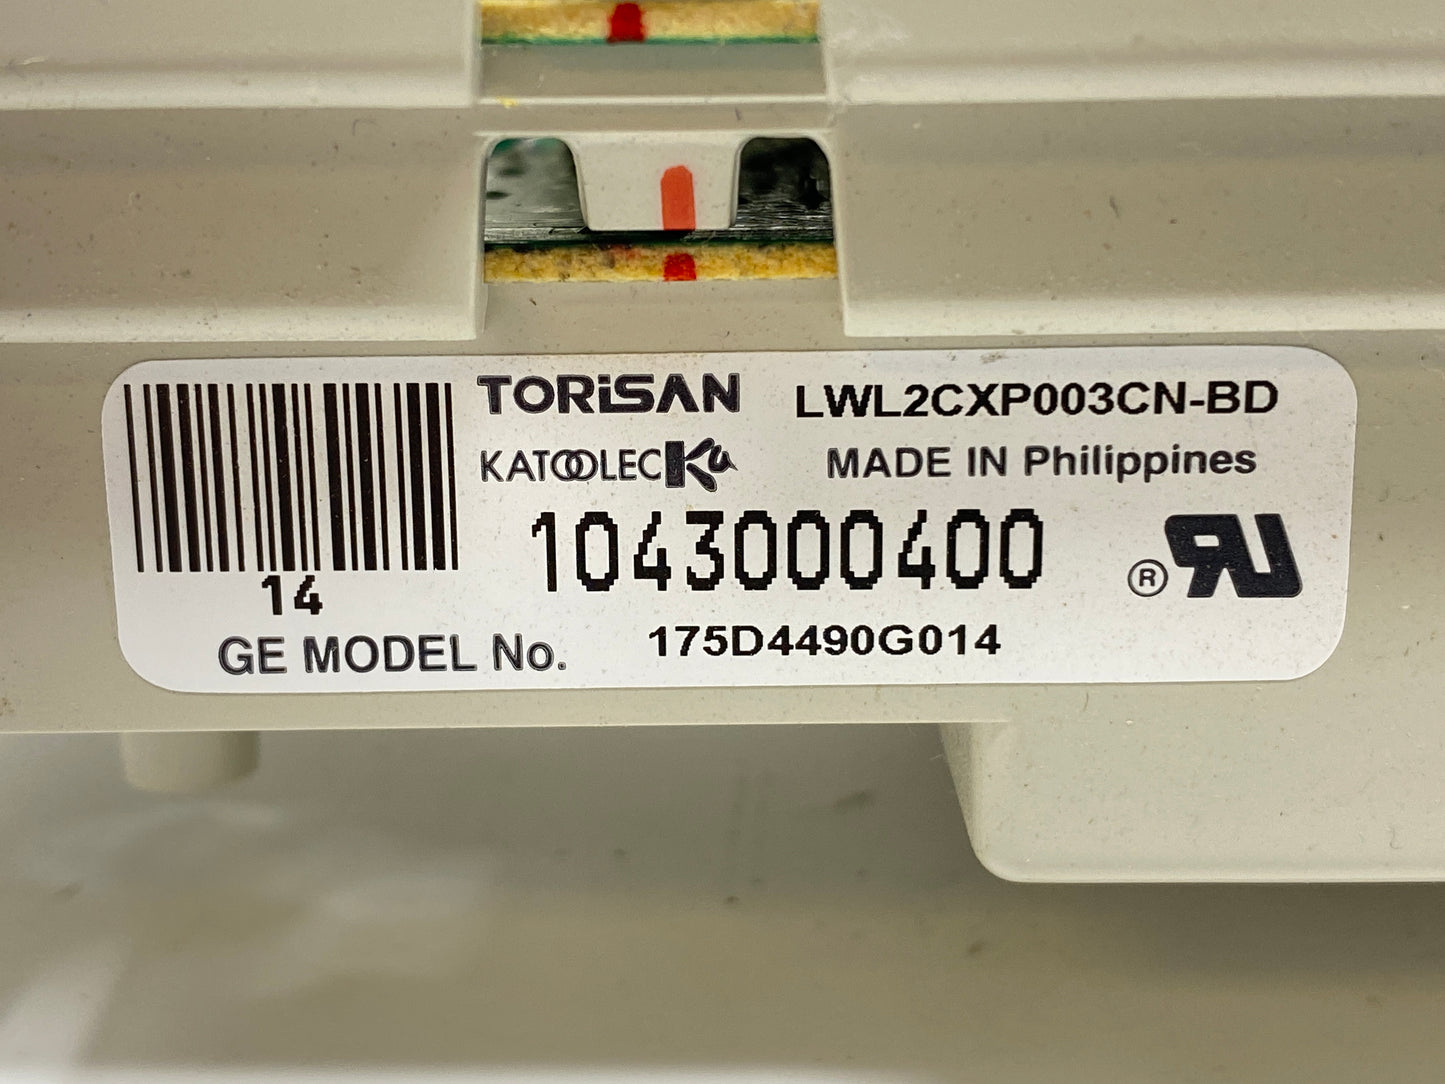 TORiSAN LWL2CXP003CN-BD
KATOOLEC MADE IN Philippines
1043000400
®
14
GE MODEL No. 175D4490G014